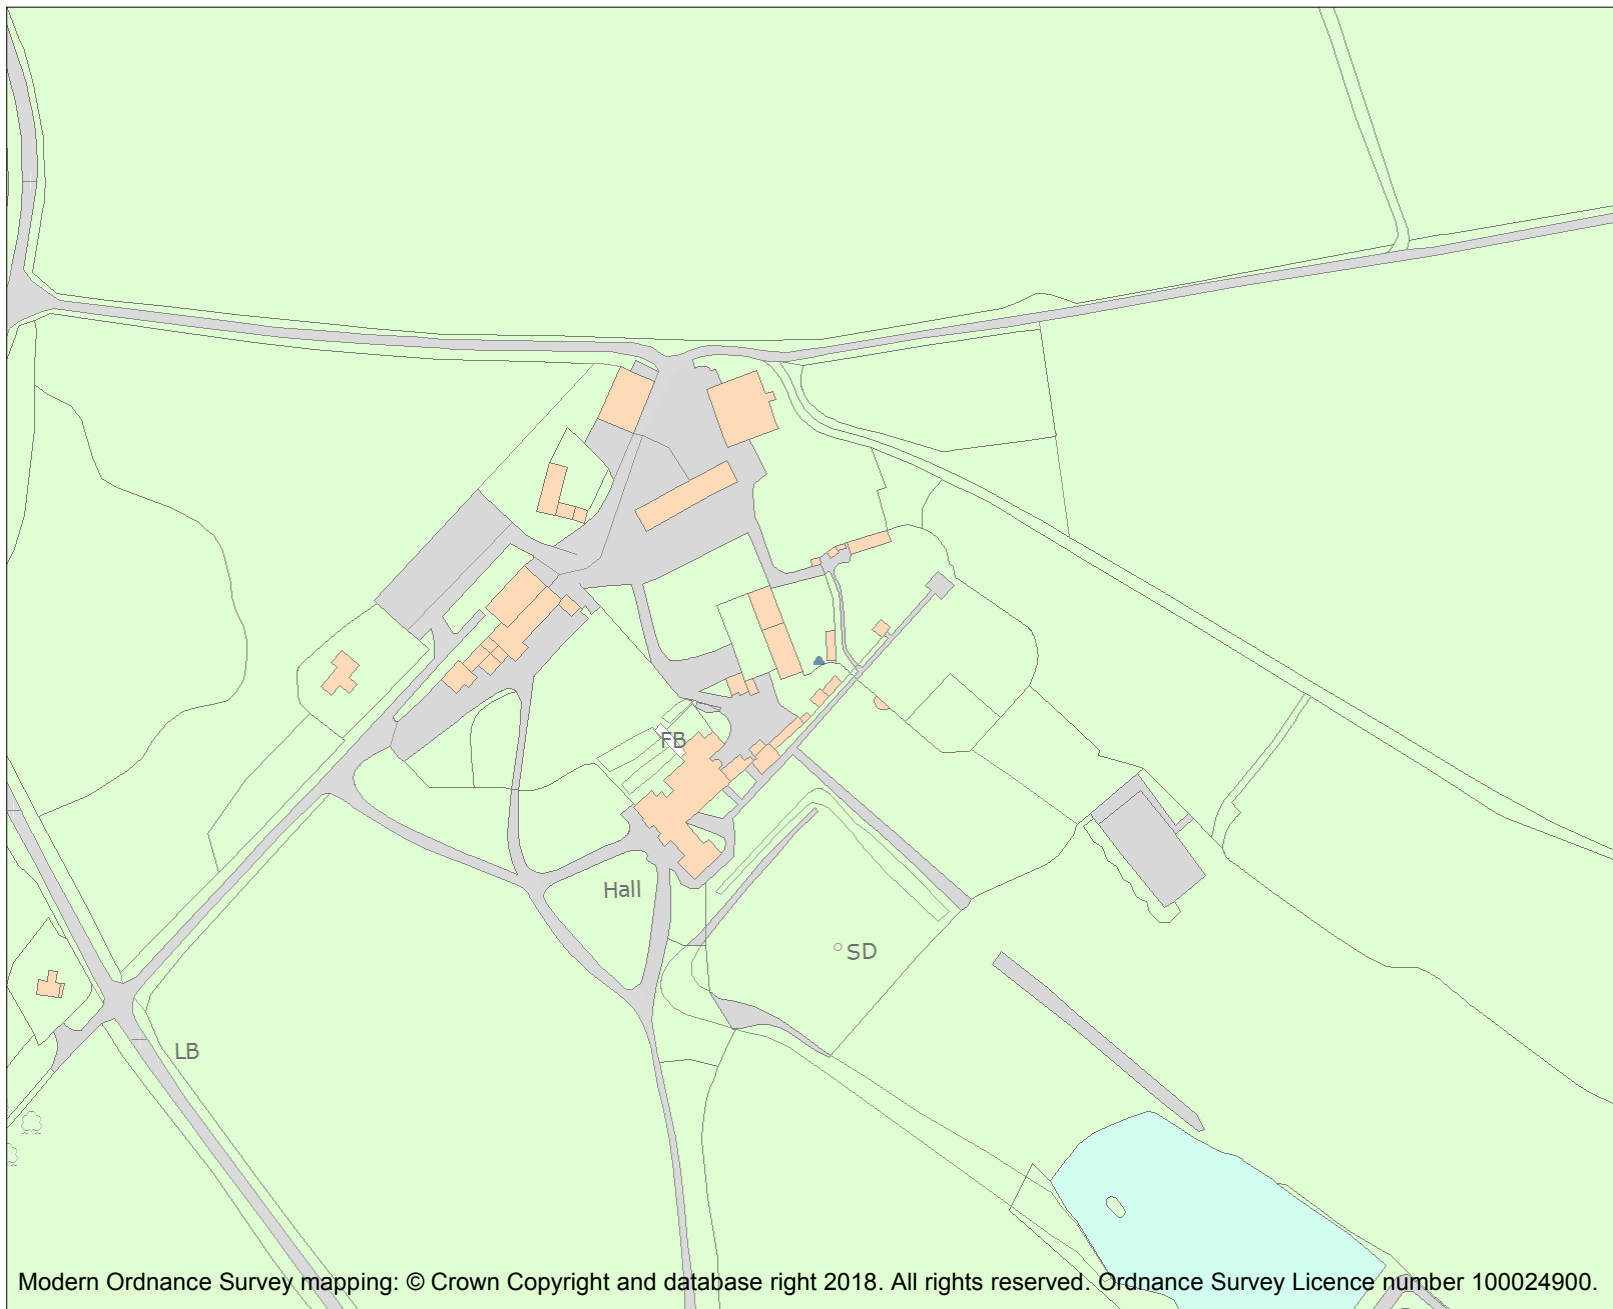 FB
Hall
SD
LB
Modern Ordnance Survey mapping: © Crown Copyright and database right 2018. All rights reserved. Ordnance Survey Licence number 100024900.